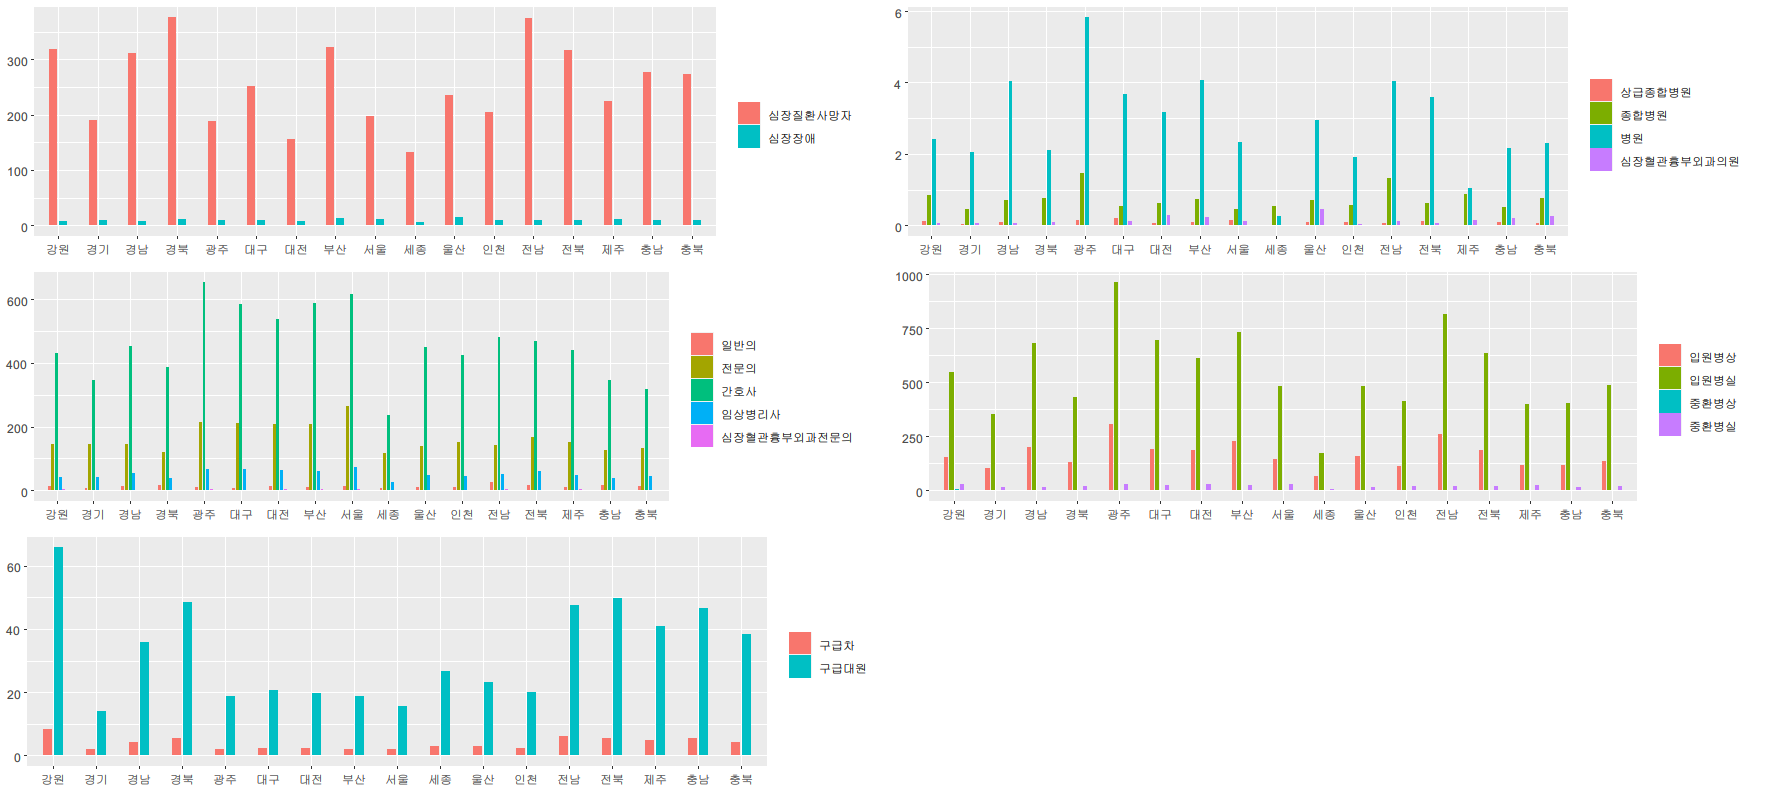 300
200
100
0
강원 경기 경남 경북 광주 대구 대전 부산 서울 세종 울산 인천 전남 전북 제주 충남 충북
심장질환사망자
심장장애
6
4
2
0
강원 경기 경남 경북 광주 대구 대전 부산 서울 세종 울산 인천 전남 전북 제주 충남 충북
상급종합병원
종합병원
병원
심장혈관흉부외과의원
600
400
200
0
강원 경기 경남 경북 광주 대구 대전 부산 서울 세종 울산 인천 전남 전북 제주 충남 충북
일반의
전문의
간호사
임상병리사
심장혈관흉부외과전문의
1000
750
500
250
0
강원 경기 경남 경북 광주 대구 대전 부산 서울 세종 울산 인천 전남 전북 제주 충남 충북
입원병상
입원병실
중환병상
중환병실
60
40
20
0
강원 경기 경남 경북 광주 대구 대전 부산 서울 세종 울산 인천 전남 전북 제주 충남 충북
구급차
구급대원